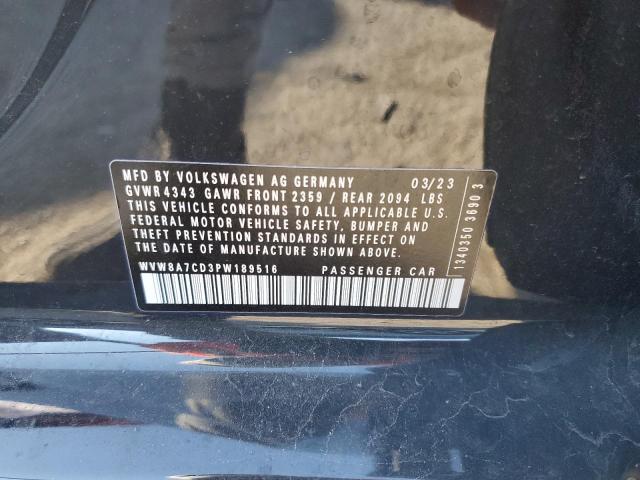 MFD BY VOLKSWAGEN AG GERMANY 03/23
GVWR 4343 GAWR FRONT 2359 / REAR 2094 LBS
THIS VEHICLE CONFORMS TO ALL APPLICABLE U.S.
FEDERAL MOTOR VEHICLE SAFETY, BUMPER AND
THEFT PREVENTION STANDARDS IN EFFECT ON
THE DATE OF MANUFACTURE SHOWN ABOVE.
WVW8A7CD3PW189516 PASSENGER CAR
1340350 3690 3